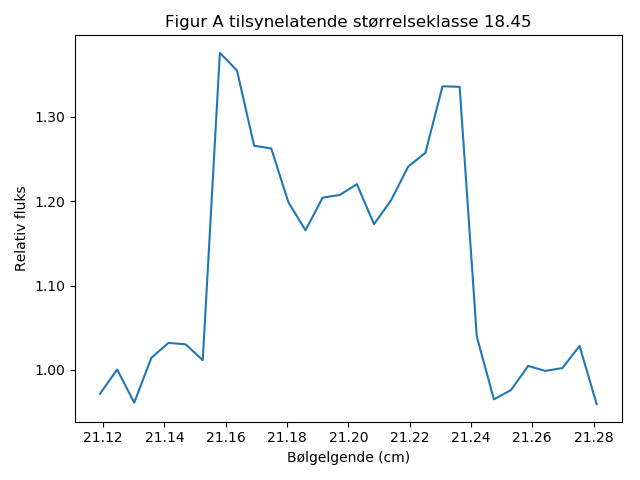 Figur A tilsynelatende størrelseklasse 18.45
Relativ fluks
1.30
1.20
1.10
1.00
21.12 21.14 21.16 21.18 21.20 21.22 21.24 21.26 21.28
Bølgelgende (cm)